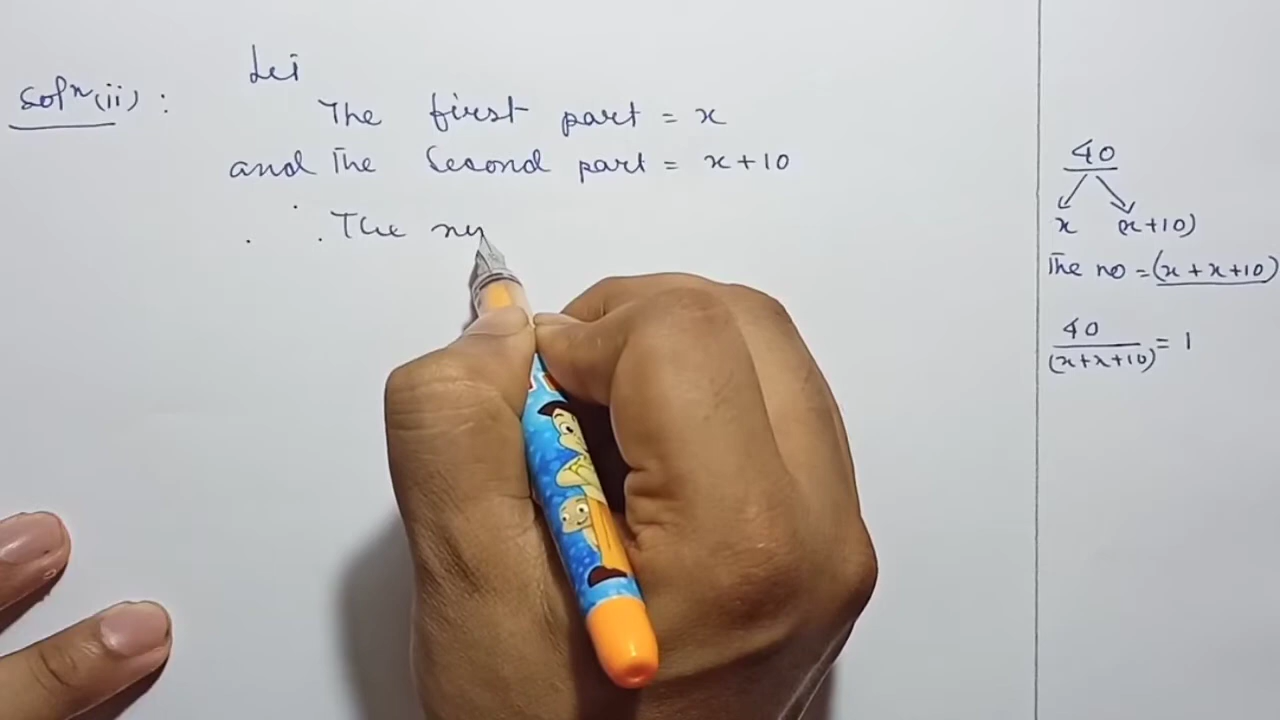 Let
Solⁿ (ii) :
The first part = x
and The Second part = x + 10
∴ The nu
40
x (x+10)
The no = (x + x + 10)
40
(x+x+10) = 1